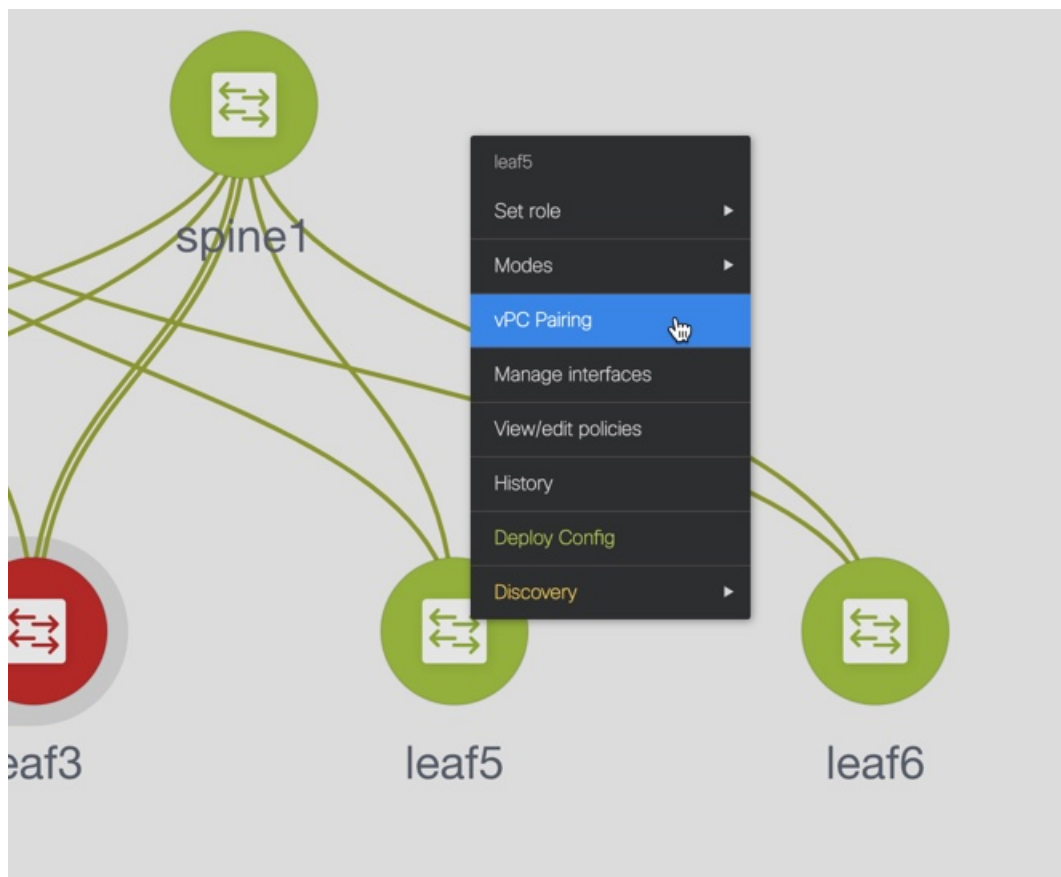 spine1
leaf5
Set role
Modes
vPC Pairing
Manage interfaces
View/edit policies
History
Deploy Config
Discovery
eaf3
leaf5
leaf6